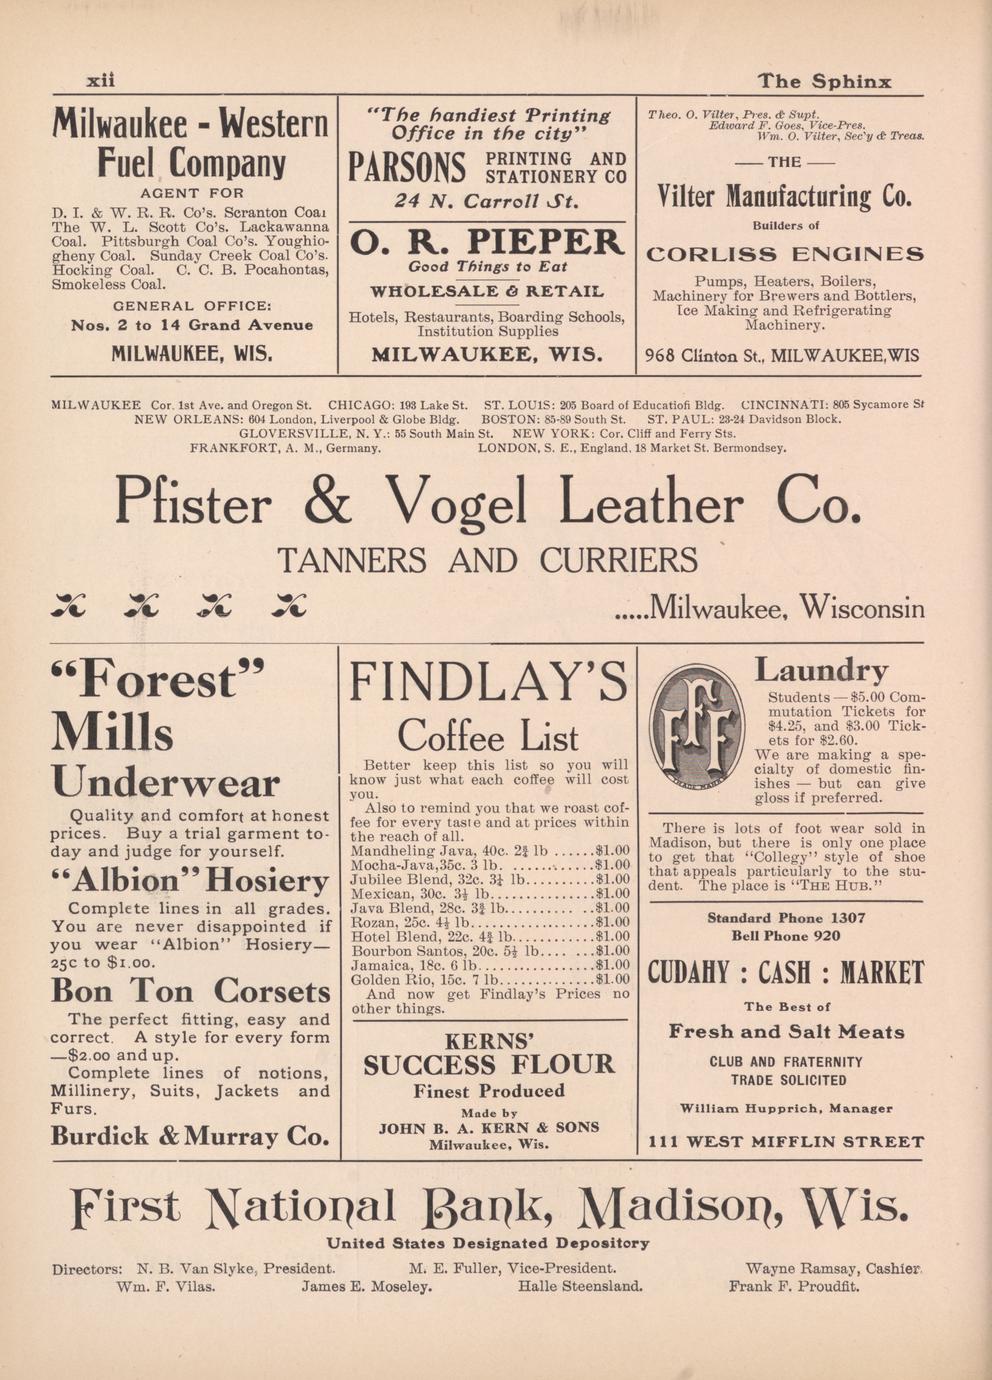 xii
The Sphinx
Milwaukee - Western
Fuel Company
AGENT FOR
D. I. & W. R. R. Co's. Scranton Coal
The W. L. Scott Co's. Lackawanna
Coal. Pittsburgh Coal Co's. Youghio-
gheny Coal. Sunday Creek Coal Co's.
Hocking Coal. C. C. B. Pocahontas,
Smokeless Coal.
GENERAL OFFICE:
Nos. 2 to 14 Grand Avenue
MILWAUKEE, WIS.
"The handiest Printing
Office in the city"
PARSONS PRINTING AND
STATIONERY CO
24 N. Carroll St.
O. R. PIEPER
Good Things to Eat
WHOLESALE & RETAIL
Hotels, Restaurants, Boarding Schools,
Institution Supplies
MILWAUKEE, WIS.
Theo. O. Vilter, Pres. & Supt.
Edward F. Goes, Vice-Pres.
Wm. O. Vilter, Sec'y & Treas.
— THE —
Vilter Manufacturing Co.
Builders of
CORLISS ENGINES
Pumps, Heaters, Boilers,
Machinery for Brewers and Bottlers,
Ice Making and Refrigerating
Machinery.
968 Clinton St., MILWAUKEE, WIS
MILWAUKEE Cor. 1st Ave. and Oregon St. CHICAGO: 193 Lake St. ST. LOUIS: 205 Board of Educatiofi Bldg. CINCINNATI: 805 Sycamore St
NEW ORLEANS: 604 London, Liverpool & Globe Bldg. BOSTON: 85-89 South St. ST. PAUL: 23-24 Davidson Block.
GLOVERSVILLE, N. Y.: 55 South Main St. NEW YORK: Cor. Cliff and Ferry Sts.
FRANKFORT, A. M., Germany. LONDON, S. E., England, 18 Market St. Bermondsey.
Pfister & Vogel Leather Co.
TANNERS AND CURRIERS
.....Milwaukee, Wisconsin
"Forest"
Mills
Underwear
Quality and comfort at honest
prices. Buy a trial garment to-
day and judge for yourself.
"Albion" Hosiery
Complete lines in all grades.
You are never disappointed if
you wear "Albion" Hosiery—
25c to $1.00.
Bon Ton Corsets
The perfect fitting, easy and
correct. A style for every form
—$2.00 and up.
Complete lines of notions,
Millinery, Suits, Jackets and
Furs.
Burdick & Murray Co.
FINDLAY'S
Coffee List
Better keep this list so you will
know just what each coffee will cost
you.
Also to remind you that we roast cof-
fee for every taste and at prices within
the reach of all.
Mandheling Java, 40c. 2¾ lb ......$1.00
Mocha-Java, 35c. 3 lb. ............$1.00
Jubilee Blend, 32c. 3¼ lb..........$1.00
Mexican, 30c. 3½ lb...............$1.00
Java Blend, 28c. 3¾ lb.......... ..$1.00
Rozan, 25c. 4½ lb.................$1.00
Hotel Blend, 22c. 4¾ lb............$1.00
Bourbon Santos, 20c. 5½ lb.... ...$1.00
Jamaica, 18c. 6 lb................$1.00
Golden Rio, 15c. 7 lb..............$1.00
And now get Findlay's Prices no
other things.
KERNS'
SUCCESS FLOUR
Finest Produced
Made by
JOHN B. A. KERN & SONS
Milwaukee, Wis.
FFF
TRADE MARK
Laundry
Students — $5.00 Com-
mutation Tickets for
$4.25, and $3.00 Tick-
ets for $2.60.
We are making a spe-
cialty of domestic fin-
ishes — but can give
gloss if preferred.
There is lots of foot wear sold in
Madison, but there is only one place
to get that "Collegy" style of shoe
that appeals particularly to the stu-
dent. The place is "THE HUB."
Standard Phone 1307
Bell Phone 920
CUDAHY : CASH : MARKET
The Best of
Fresh and Salt Meats
CLUB AND FRATERNITY
TRADE SOLICITED
William Hupprich, Manager
111 WEST MIFFLIN STREET
First National Bank, Madison, Wis.
United States Designated Depository
Directors: N. B. Van Slyke, President. M. E. Fuller, Vice-President. Wayne Ramsay, Cashier.
Wm. F. Vilas. James E. Moseley. Halle Steensland. Frank F. Proudfit.